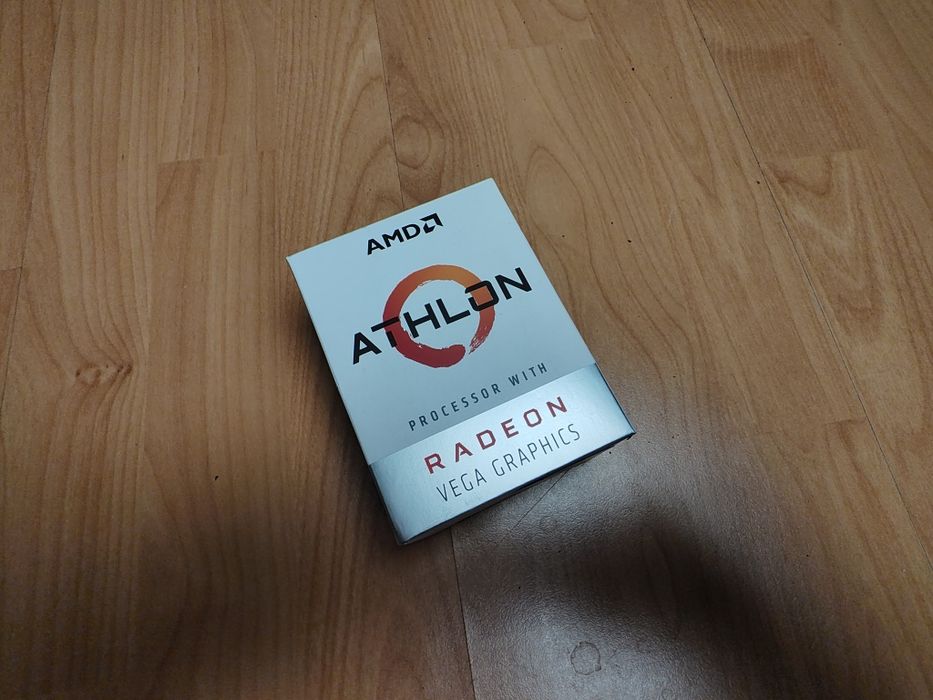 AMD
ATHLON
PROCESSOR WITH
RADEON
VEGA GRAPHICS